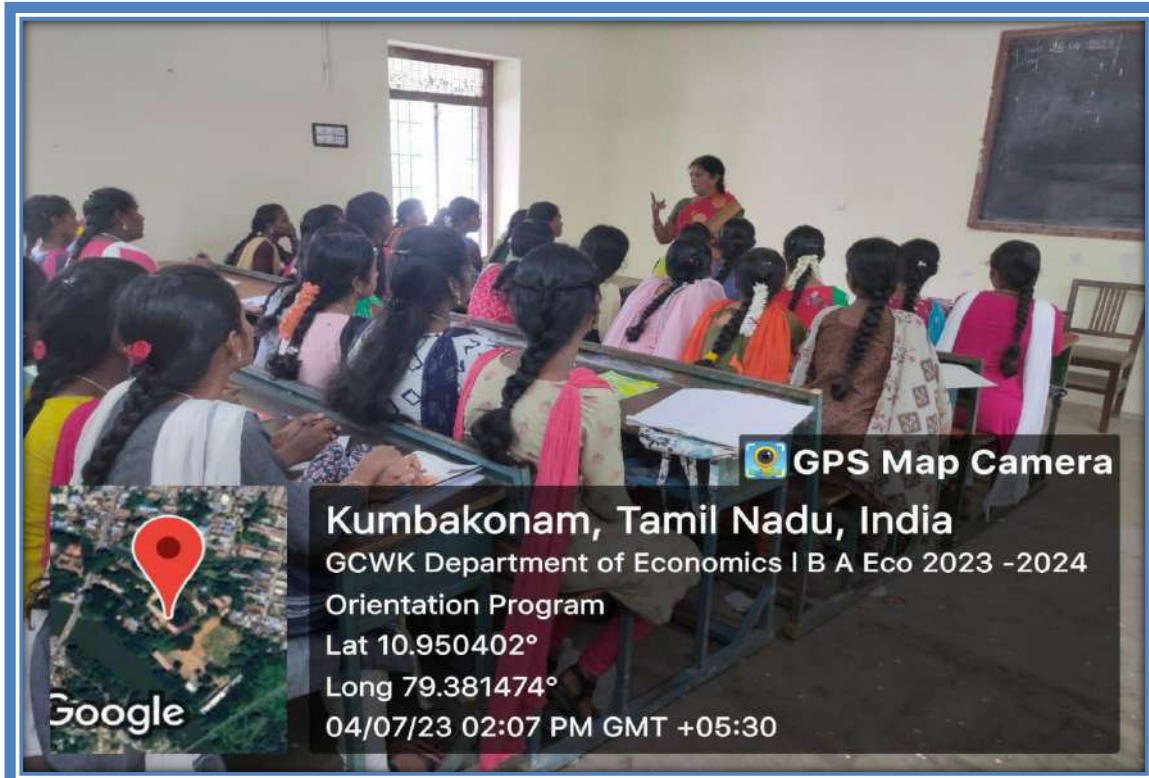 GPS Map Camera
Kumbakonam, Tamil Nadu, India
GCWK Department of Economics I B A Eco 2023 -2024
Orientation Program
Lat 10.950402°
Long 79.381474°
04/07/23 02:07 PM GMT +05:30
Google